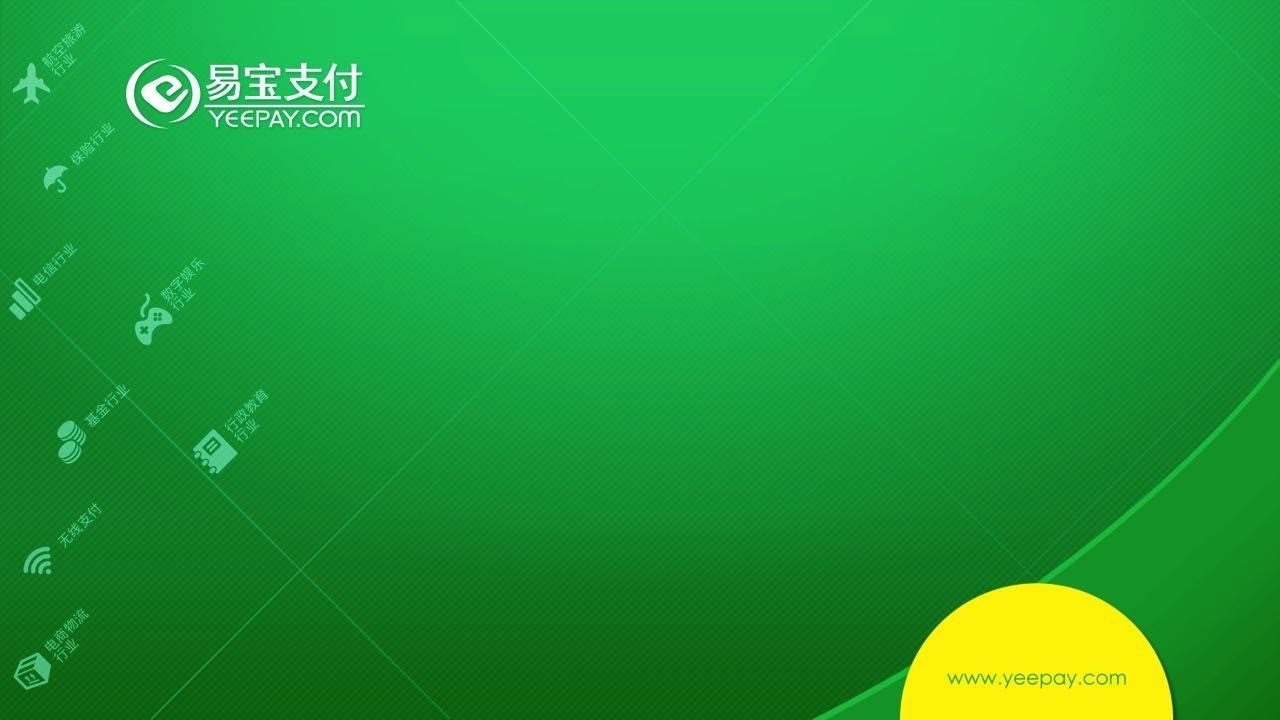 航空旅游
行业
易宝支付
YEEPAY.COM
保险行业
电信行业
数字娱乐
行业
基金行业
行政教育
行业
无线支付
电商物流
行业
www.yeepay.com